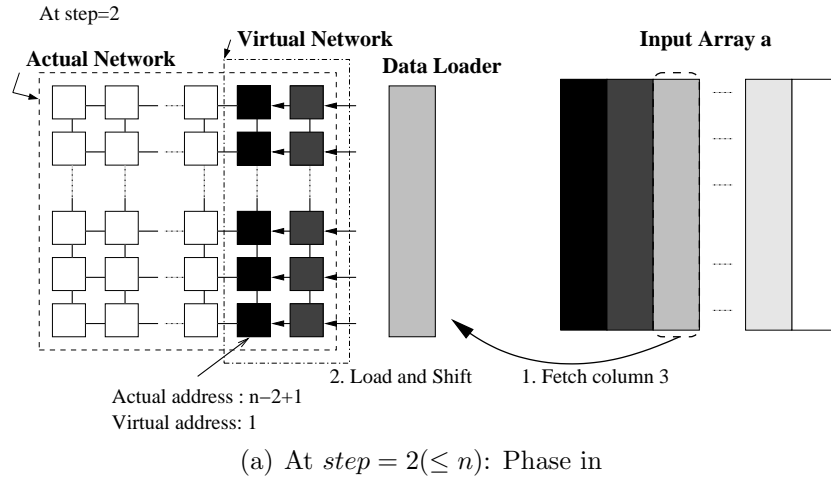 At step=2
Virtual Network
Actual Network
Input Array a
Data Loader
2. Load and Shift
1. Fetch column 3
Actual address : n−2+1
Virtual address: 1
(a) At step = 2(≤ n): Phase in